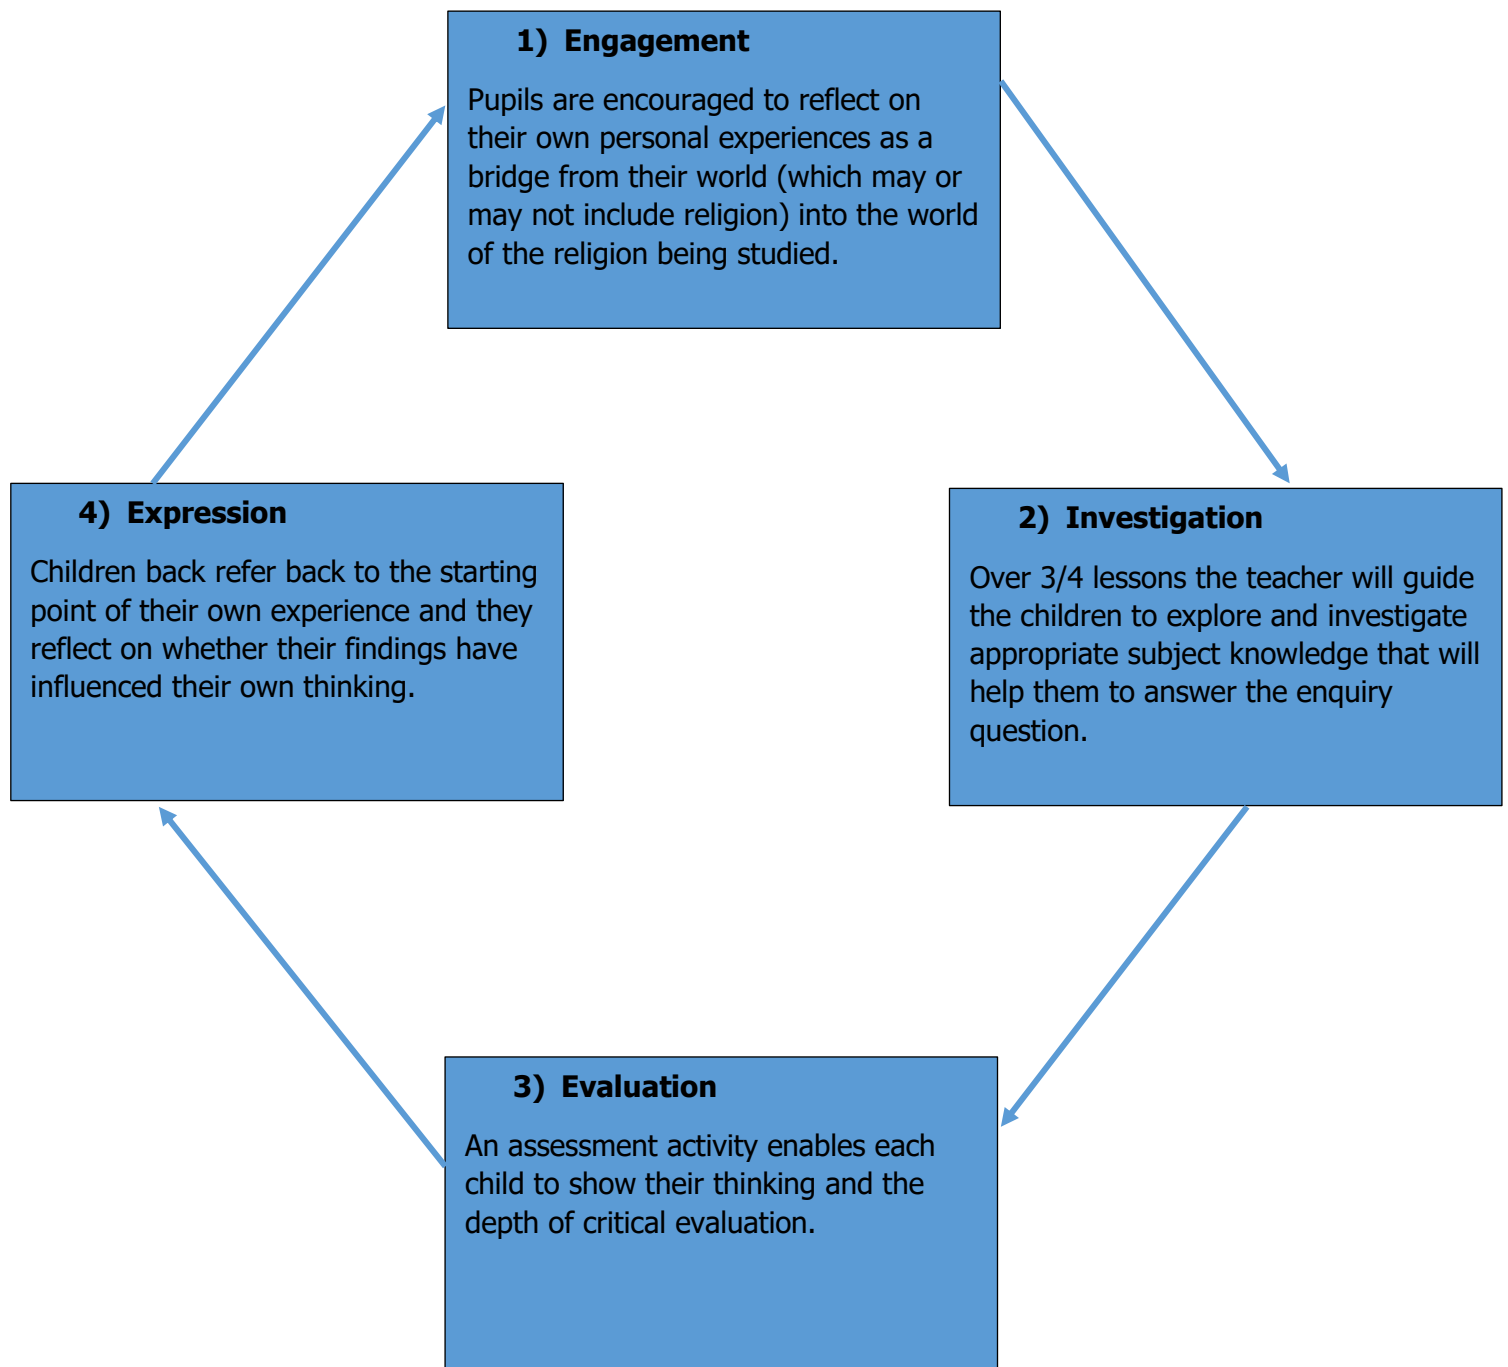 1) Engagement
Pupils are encouraged to reflect on
their own personal experiences as a
bridge from their world (which may or
may not include religion) into the world
of the religion being studied.
2) Investigation
Over 3/4 lessons the teacher will guide
the children to explore and investigate
appropriate subject knowledge that will
help them to answer the enquiry
question.
3) Evaluation
An assessment activity enables each
child to show their thinking and the
depth of critical evaluation.
4) Expression
Children back refer back to the starting
point of their own experience and they
reflect on whether their findings have
influenced their own thinking.